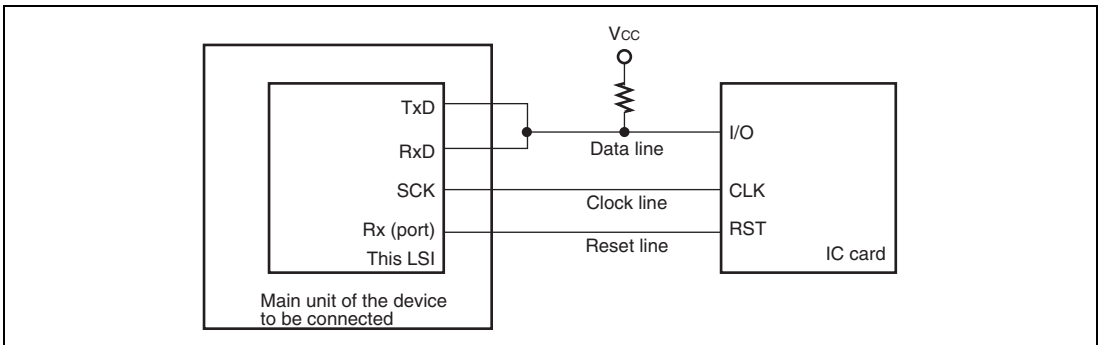 Vcc
TxD
RxD
SCK
Rx (port)
This LSI
Main unit of the device
to be connected
Data line
Clock line
Reset line
I/O
CLK
RST
IC card